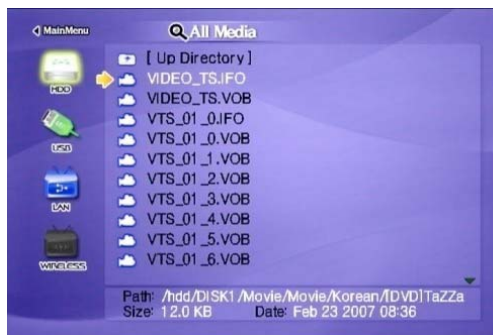 MainMenu
All Media
HDD
USB
LAN
WIRELESS
[ Up Directory ]
VIDEO_TS.IFO
VIDEO_TS.VOB
VTS_01_0.IFO
VTS_01_0.VOB
VTS_01_1.VOB
VTS_01_2.VOB
VTS_01_3.VOB
VTS_01_4.VOB
VTS_01_5.VOB
VTS_01_6.VOB
Path: /hdd/DISK1/Movie/Movie/Korean/[DVD]TaZZa
Size: 12.0 KB Date: Feb 23 2007 08:36